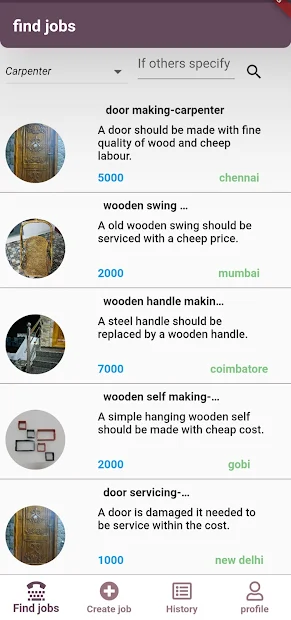 find jobs
Carpenter
If others specify
door making-carpenter
A door should be made with fine
quality of wood and cheep
labour.
5000 chennai
wooden swing ...
A old wooden swing should be
serviced with a cheep price.
2000 mumbai
wooden handle makin...
A steel handle should be
replaced by a wooden handle.
7000 coimbatore
wooden self making-...
A simple hanging wooden self
should be made with cheap cost.
2000 gobi
door servicing-...
A door is damaged it needed to
be service within the cost.
1000 new delhi
Find jobs Create job History profile